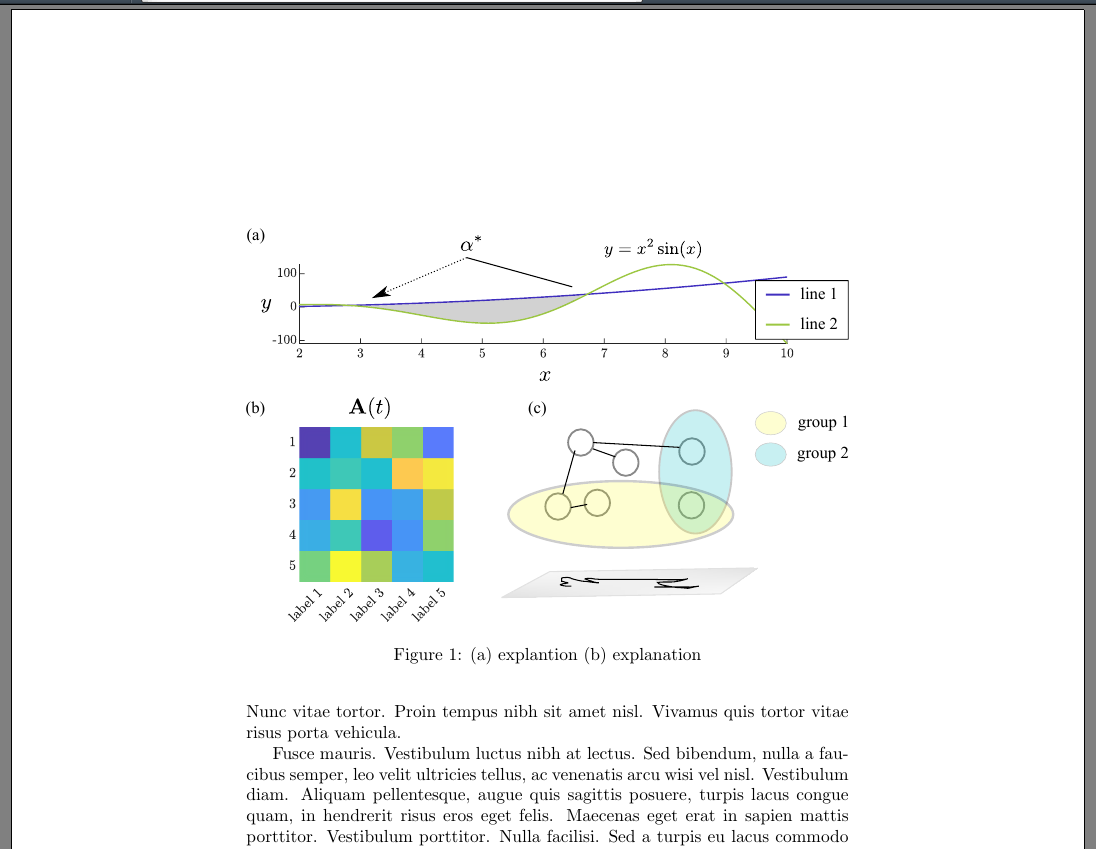 (a)
α*
y = x² sin(x)
y
100
0
-100
2 3 4 5 6 7 8 9 10
x
line 1
line 2
(b)
A(t)
1
2
3
4
5
label 1 label 2 label 3 label 4 label 5
(c)
group 1
group 2
Figure 1: (a) explantion (b) explanation
Nunc vitae tortor. Proin tempus nibh sit amet nisl. Vivamus quis tortor vitae
risus porta vehicula.
Fusce mauris. Vestibulum luctus nibh at lectus. Sed bibendum, nulla a fau-
cibus semper, leo velit ultricies tellus, ac venenatis arcu wisi vel nisl. Vestibulum
diam. Aliquam pellentesque, augue quis sagittis posuere, turpis lacus congue
quam, in hendrerit risus eros eget felis. Maecenas eget erat in sapien mattis
porttitor. Vestibulum porttitor. Nulla facilisi. Sed a turpis eu lacus commodo